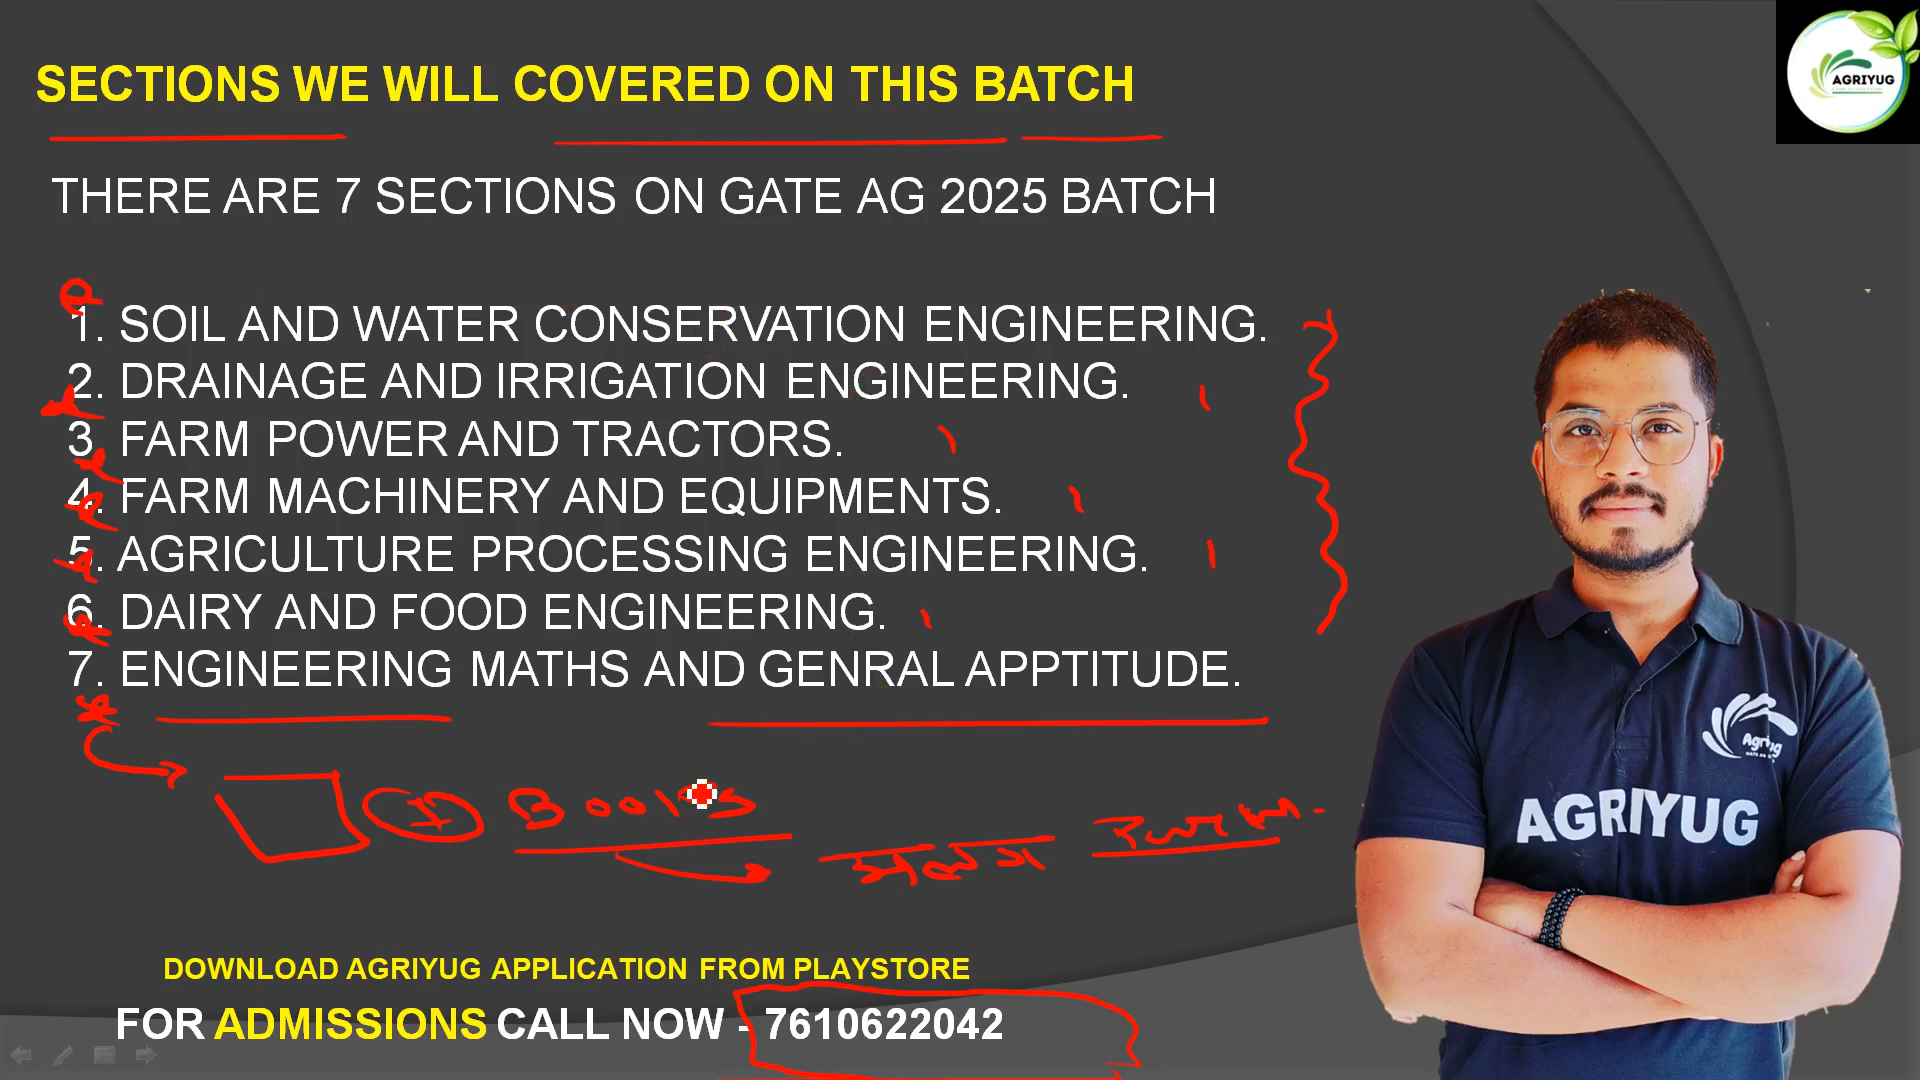 SECTIONS WE WILL COVERED ON THIS BATCH
AGRIYUG
THERE ARE 7 SECTIONS ON GATE AG 2025 BATCH
1. SOIL AND WATER CONSERVATION ENGINEERING.
2. DRAINAGE AND IRRIGATION ENGINEERING.
3. FARM POWER AND TRACTORS.
4. FARM MACHINERY AND EQUIPMENTS.
5. AGRICULTURE PROCESSING ENGINEERING.
6. DAIRY AND FOOD ENGINEERING.
7. ENGINEERING MATHS AND GENRAL APPTITUDE.
Books
Agriyug
AGRIYUG
DOWNLOAD AGRIYUG APPLICATION FROM PLAYSTORE
FOR ADMISSIONS CALL NOW - 7610622042